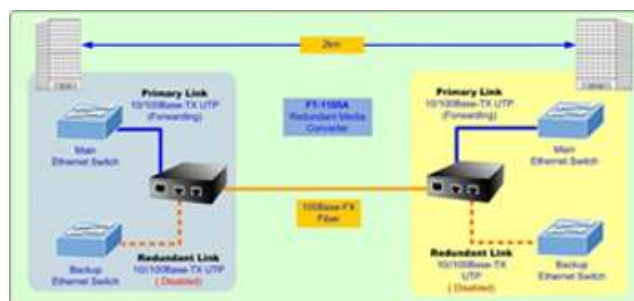 2km
Primary Link
10/100Base-TX UTP
(Forwarding)
Main
Ethernet Switch
Backup
Ethernet Switch
Redundant Link
10/100Base-TX UTP
( Disabled)
Redundant Media
Converter
100Base-FX
Fiber
Primary Link
10/100Base-TX UTP
(Forwarding)
Main
Ethernet Switch
Redundant Link
10/100Base-TX
UTP
( Disabled)
Backup
Ethernet Switch